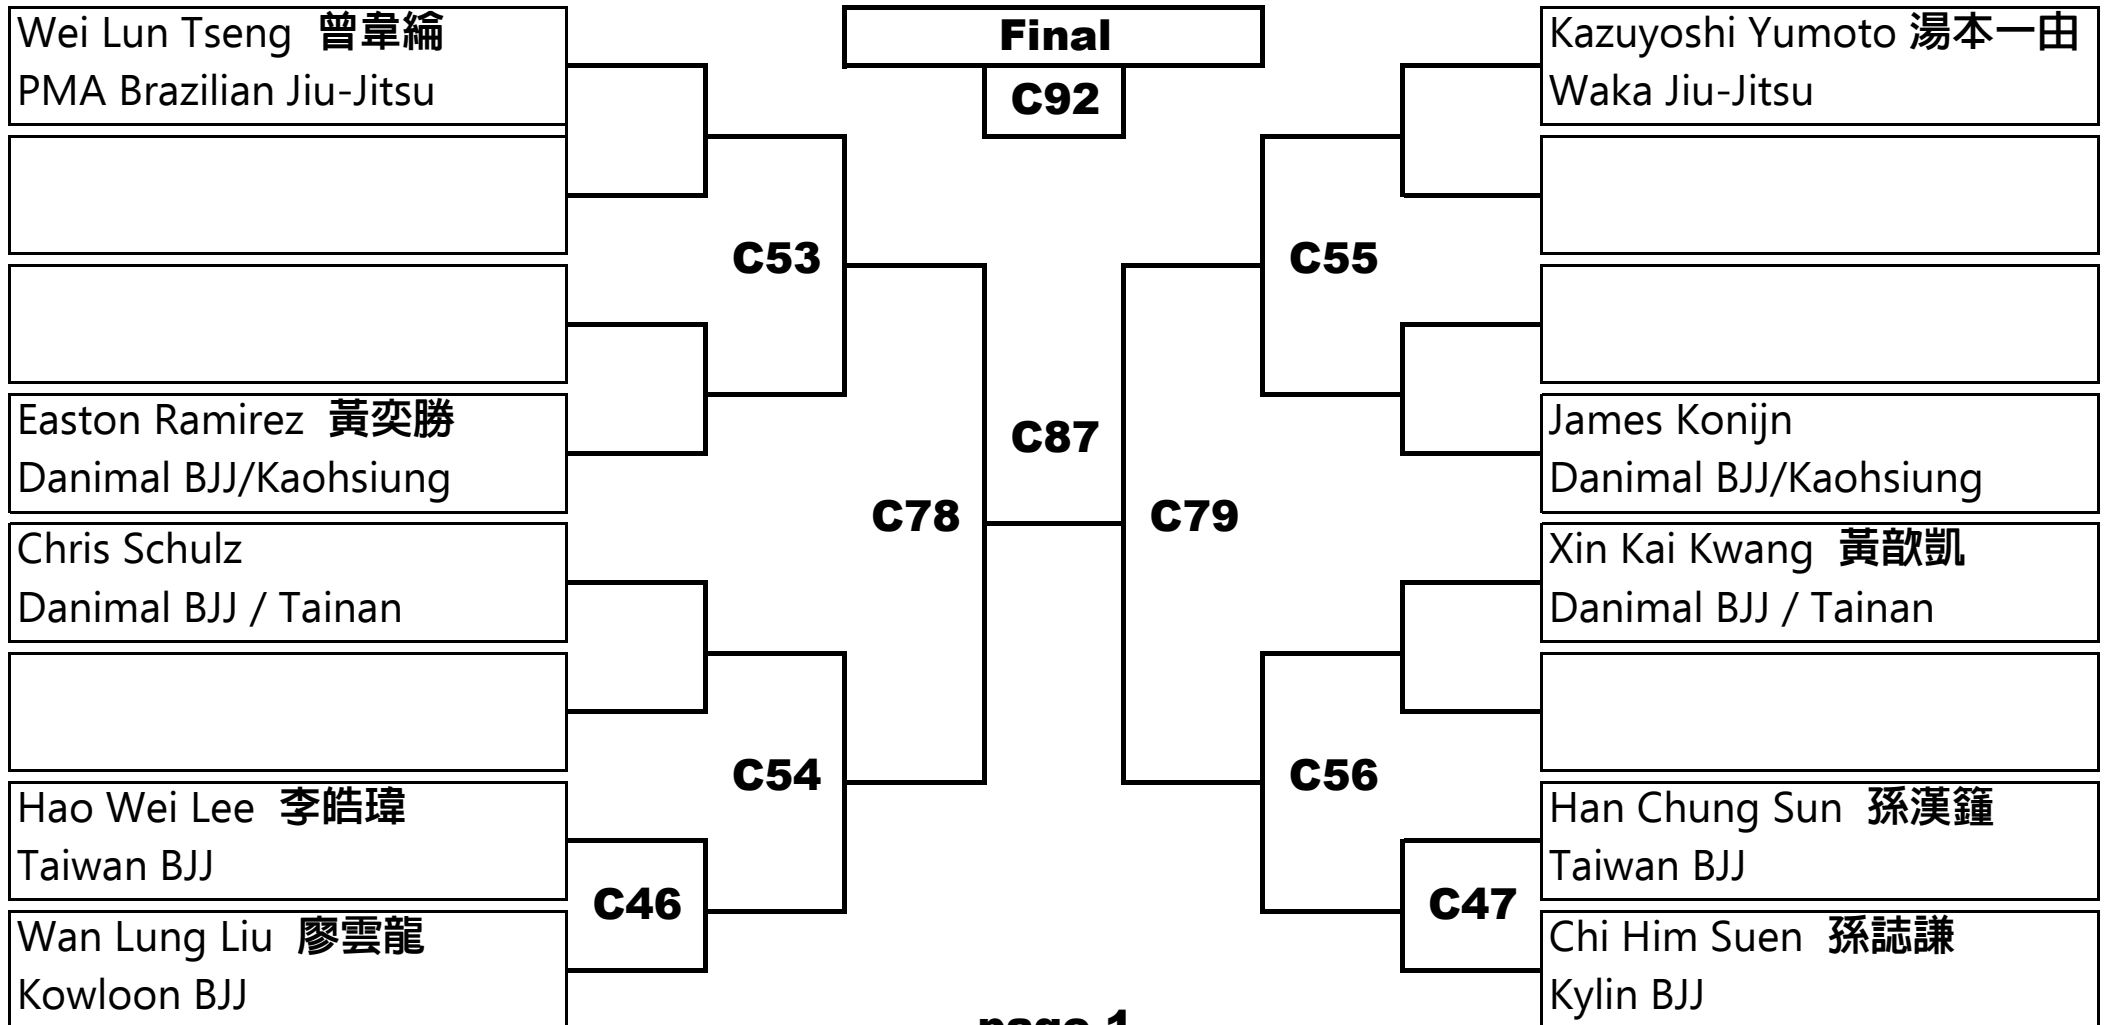 Wei Lun Tseng 曾韋綸
PMA Brazilian Jiu-Jitsu
Easton Ramirez 黃奕勝
Danimal BJJ/Kaohsiung
Chris Schulz
Danimal BJJ / Tainan
Hao Wei Lee 李皓瑋
Taiwan BJJ
Wan Lung Liu 廖雲龍
Kowloon BJJ
C53
C54
C46
C78
Final
C92
C87
C79
C55
C56
C47
Kazuyoshi Yumoto 湯本一由
Waka Jiu-Jitsu
James Konijn
Danimal BJJ/Kaohsiung
Xin Kai Kwang 黃歆凱
Danimal BJJ / Tainan
Han Chung Sun 孫漢鍾
Taiwan BJJ
Chi Him Suen 孫誌謙
Kylin BJJ
page 1